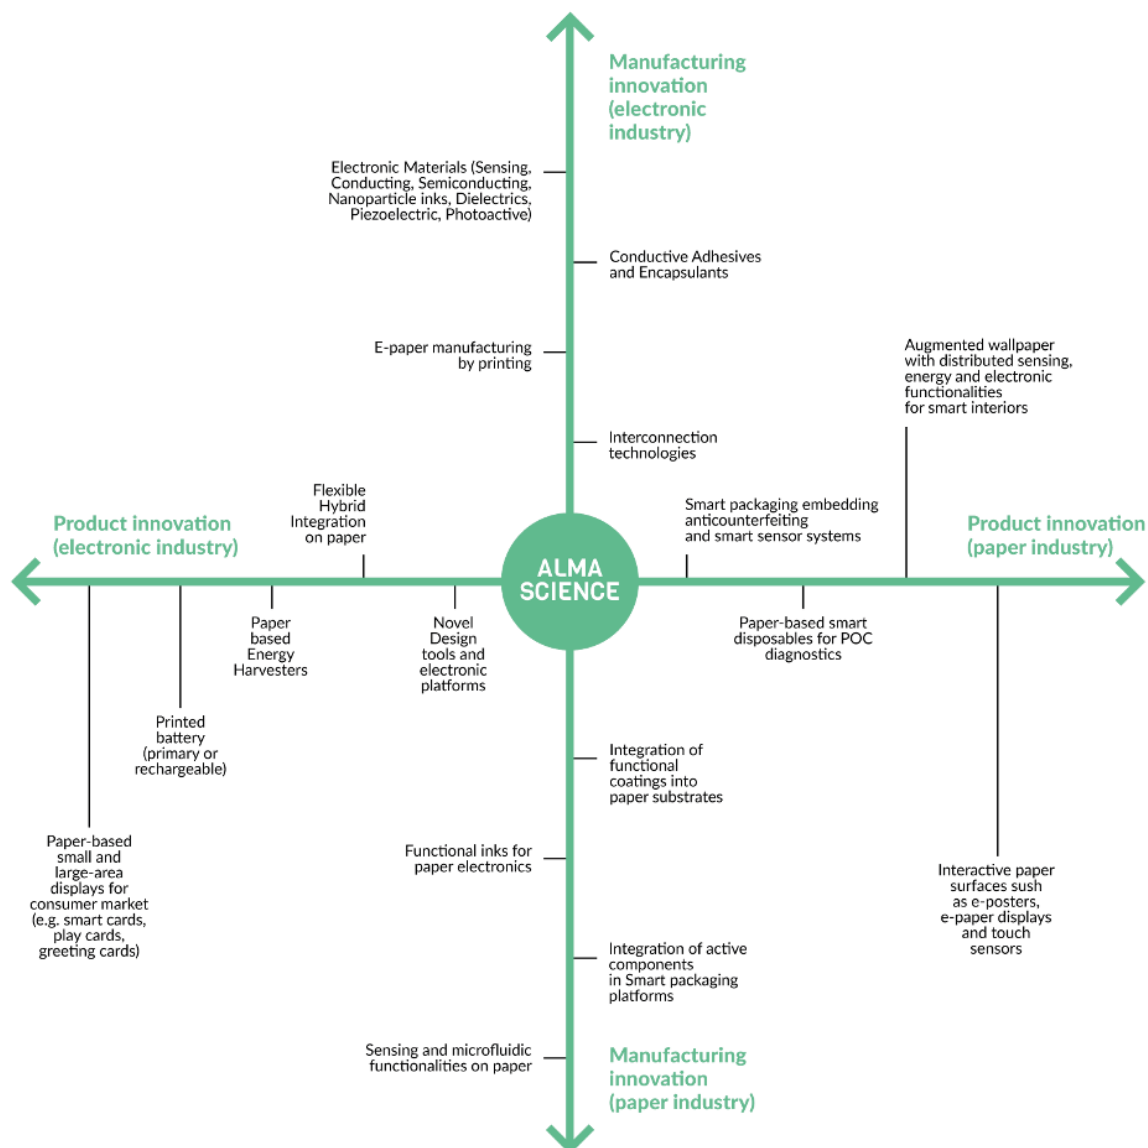 Manufacturing
innovation
(electronic
industry)
Electronic Materials (Sensing,
Conducting, Semiconducting,
Nanoparticle inks, Dielectrics,
Piezoelectric, Photoactive)
Conductive Adhesives
and Encapsulants
E-paper manufacturing
by printing
Augmented wallpaper
with distributed sensing,
energy and electronic
functionalities
for smart interiors
Interconnection
technologies
Flexible
Hybrid
Integration
on paper
Smart packaging embedding
anticounterfeiting
and smart sensor systems
Product innovation
(electronic industry)
Product innovation
(paper industry)
ALMA
SCIENCE
Paper
based
Energy
Harvesters
Novel
Design
tools and
electronic
platforms
Paper-based smart
disposables for POC
diagnostics
Printed
battery
(primary or
rechargeable)
Integration of
functional
coatings into
paper substrates
Paper-based
small and
large-area
displays for
consumer market
(e.g. smart cards,
play cards,
greeting cards)
Functional inks for
paper electronics
Interactive paper
surfaces sush
as e-posters,
e-paper displays
and touch
sensors
Integration of active
components
in Smart packaging
platforms
Sensing and microfluidic
functionalities on paper
Manufacturing
innovation
(paper industry)